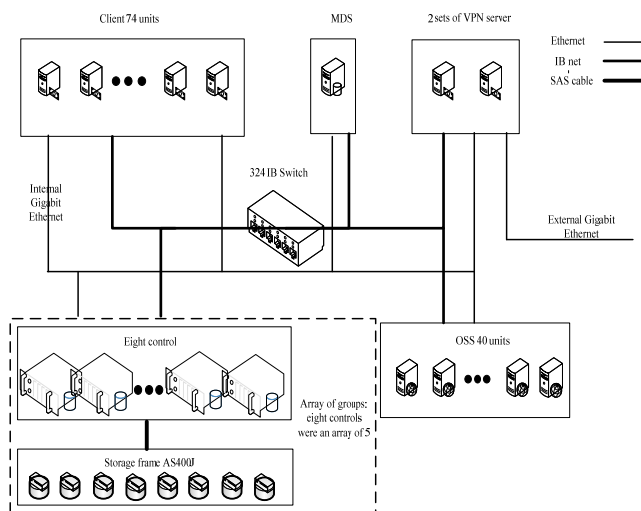 Client 74 units
MDS
2 sets of VPN server
Ethernet
IB net
SAS cable
324 IB Switch
Internal
Gigabit
Ethernet
External Gigabit
Ethernet
Eight control
OSS 40 units
Array of groups:
eight controls
were an array of 5
Storage frame AS400J